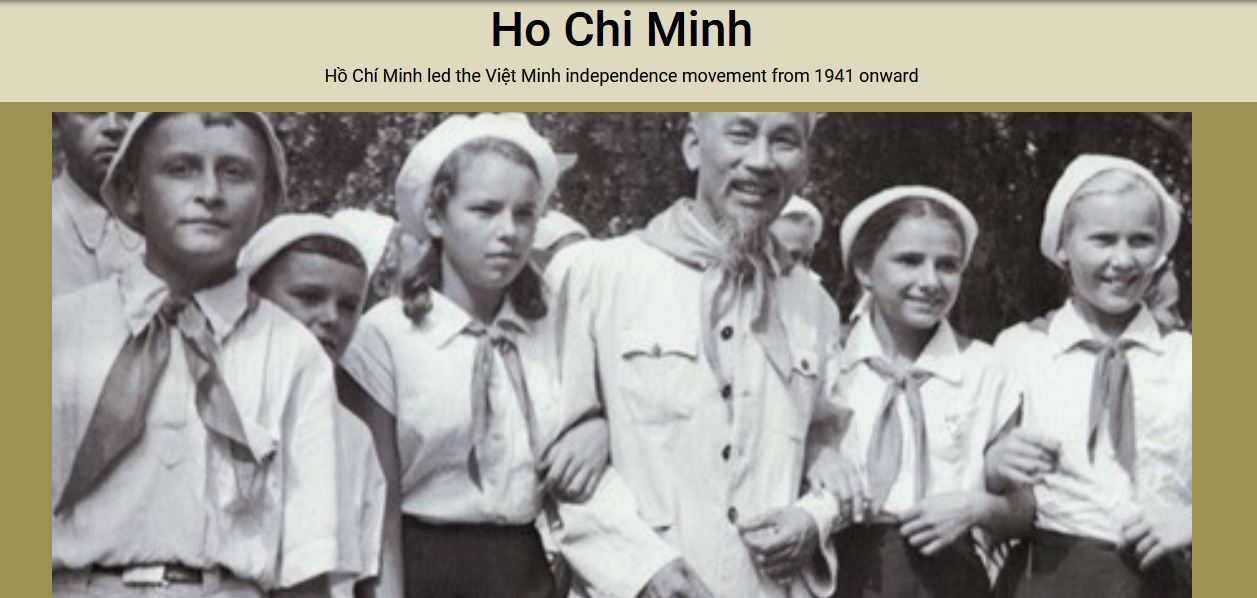 Ho Chi Minh
Hồ Chí Minh led the Việt Minh independence movement from 1941 onward